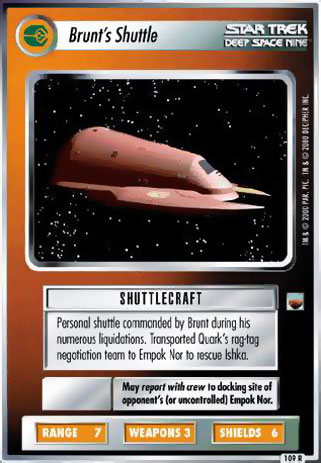 Brunt's Shuttle
STAR TREK
DEEP SPACE NINE
TM & © 2000 PAR. PIC. TM & © 2000 DECIPHER INC.
SHUTTLECRAFT
Personal shuttle commanded by Brunt during his
numerous liquidations. Transported Quark's rag-tag
negotiation team to Empok Nor to rescue Ishka.
May report with crew to docking site of
opponent's (or uncontrolled) Empok Nor.
RANGE 7 WEAPONS 3 SHIELDS 6
109 R